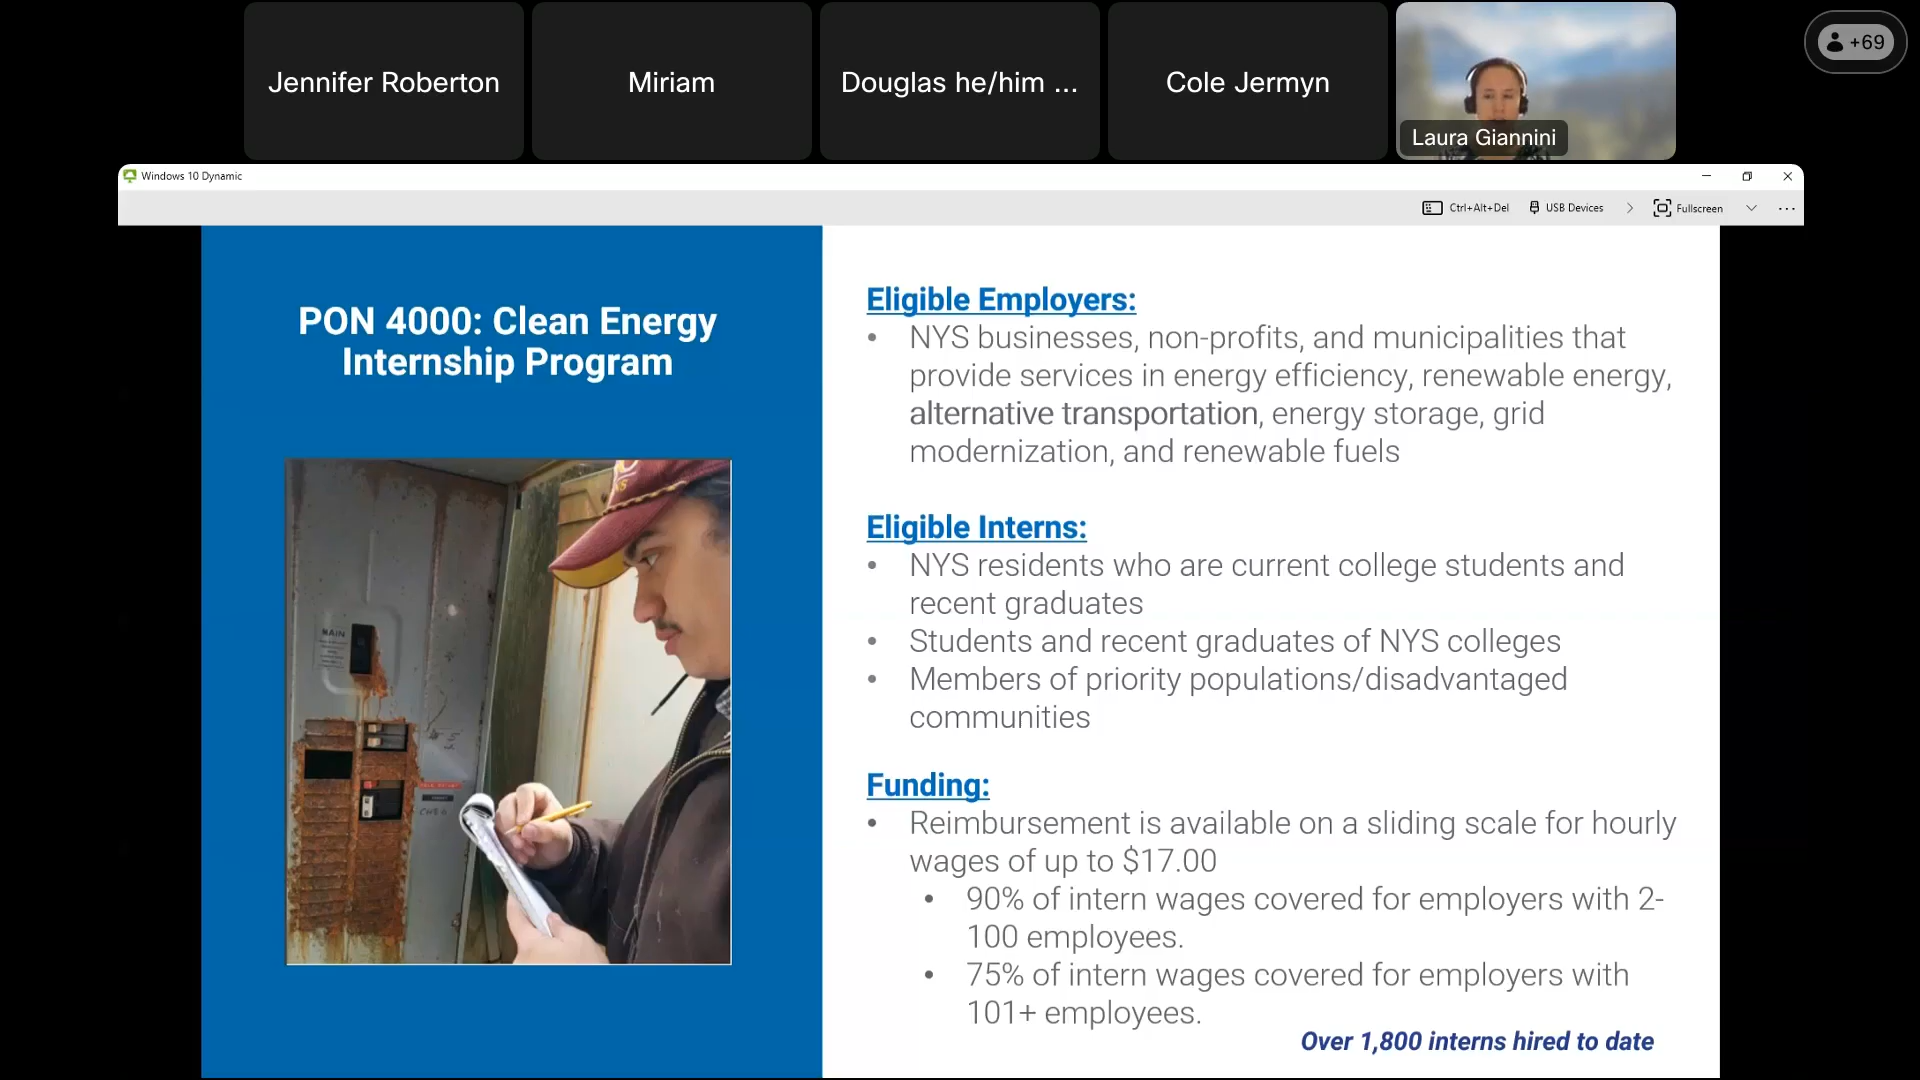 Jennifer Roberton
Miriam
Douglas he/him ...
Cole Jermyn
Laura Giannini
+69
Windows 10 Dynamic
Ctrl+Alt+Del
USB Devices
Fullscreen
PON 4000: Clean Energy
Internship Program
MAIN
Eligible Employers:
• NYS businesses, non-profits, and municipalities that
provide services in energy efficiency, renewable energy,
alternative transportation, energy storage, grid
modernization, and renewable fuels
Eligible Interns:
• NYS residents who are current college students and
recent graduates
• Students and recent graduates of NYS colleges
• Members of priority populations/disadvantaged
communities
Funding:
• Reimbursement is available on a sliding scale for hourly
wages of up to $17.00
• 90% of intern wages covered for employers with 2-
100 employees.
• 75% of intern wages covered for employers with
101+ employees.
Over 1,800 interns hired to date